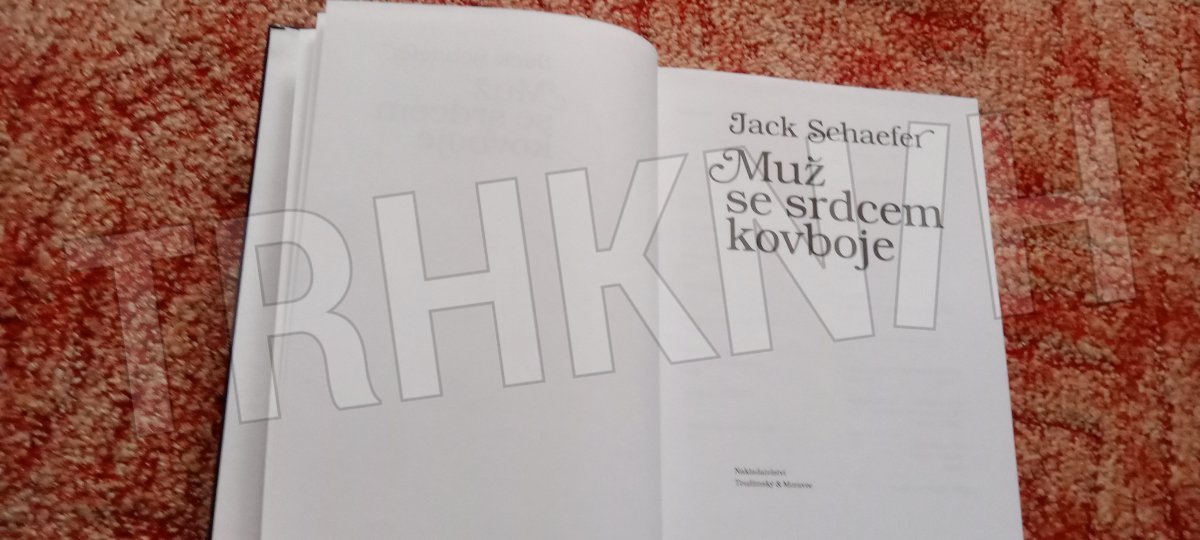 Jack Schaefer
Muž
se srdcem
kovboje
Nakladatelství
Toužimský & Moravec
TRHKNIH